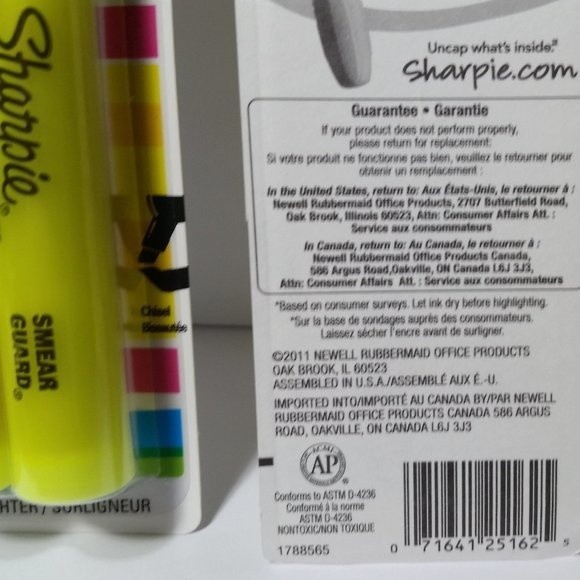 Sharpie®
SMEAR
GUARD®
Chisel
Biseautée
HTER / SURLIGNEUR
Uncap what's inside.™
Sharpie.com
Guarantee • Garantie
If your product does not perform properly,
please return for replacement:
Si votre produit ne fonctionne pas bien, veuillez le retourner pour
obtenir un remplacement :
In the United States, return to: Aux États-Unis, le retourner à :
Newell Rubbermaid Office Products, 2707 Butterfield Road,
Oak Brook, Illinois 60523, Attn: Consumer Affairs Att. :
Service aux consommateurs
In Canada, return to: Au Canada, le retourner à :
Newell Rubbermaid Office Products Canada,
586 Argus Road,Oakville, ON Canada L6J 3J3,
Attn: Consumer Affairs Att. : Service aux consommateurs
*Based on consumer surveys. Let ink dry before highlighting.
*Sur la base de sondages auprès des consommateurs.
Laissez sécher l'encre avant de surligner.
©2011 NEWELL RUBBERMAID OFFICE PRODUCTS
OAK BROOK, IL 60523
ASSEMBLED IN U.S.A./ASSEMBLÉ AUX É.-U.
IMPORTED INTO/IMPORTÉ AU CANADA BY/PAR NEWELL
RUBBERMAID OFFICE PRODUCTS CANADA 586 ARGUS
ROAD, OAKVILLE, ON CANADA L6J 3J3
ACMI
AP
®
Conforms to ASTM D-4236
Conformé à la norme
ASTM D-4236
NONTOXIC/NON TOXIQUE
1788565
0 71641 25162 5